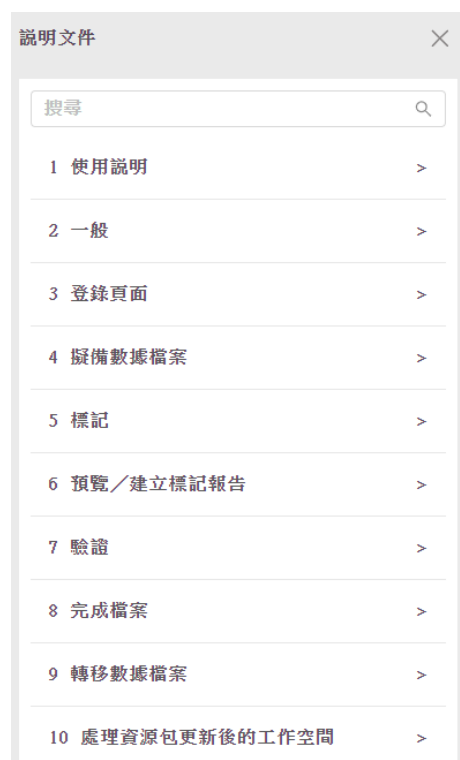 説明文件
搜尋
1 使用説明 >
2 一般 >
3 登錄頁面 >
4 擬備數據檔案 >
5 標記 >
6 預覽／建立標記報告 >
7 驗證 >
8 完成檔案 >
9 轉移數據檔案 >
10 處理資源包更新後的工作空間 >